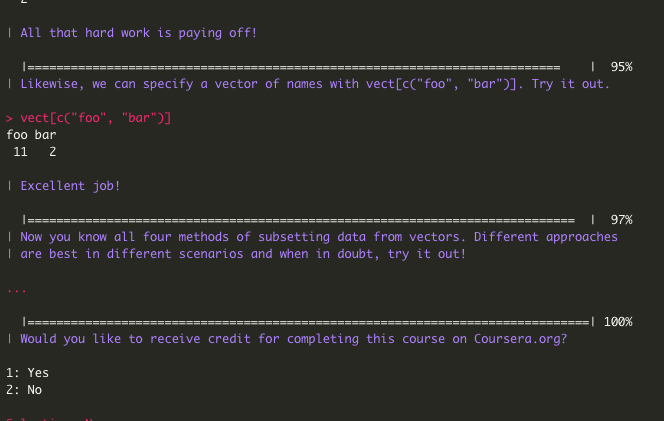 | All that hard work is paying off!
|========================================================================== | 95%
| Likewise, we can specify a vector of names with vect[c("foo", "bar")]. Try it out.
> vect[c("foo", "bar")]
foo bar
11 2
| Excellent job!
|============================================================================ | 97%
| Now you know all four methods of subsetting data from vectors. Different approaches
| are best in different scenarios and when in doubt, try it out!
...
|==============================================================================| 100%
| Would you like to receive credit for completing this course on Coursera.org?
1: Yes
2: No